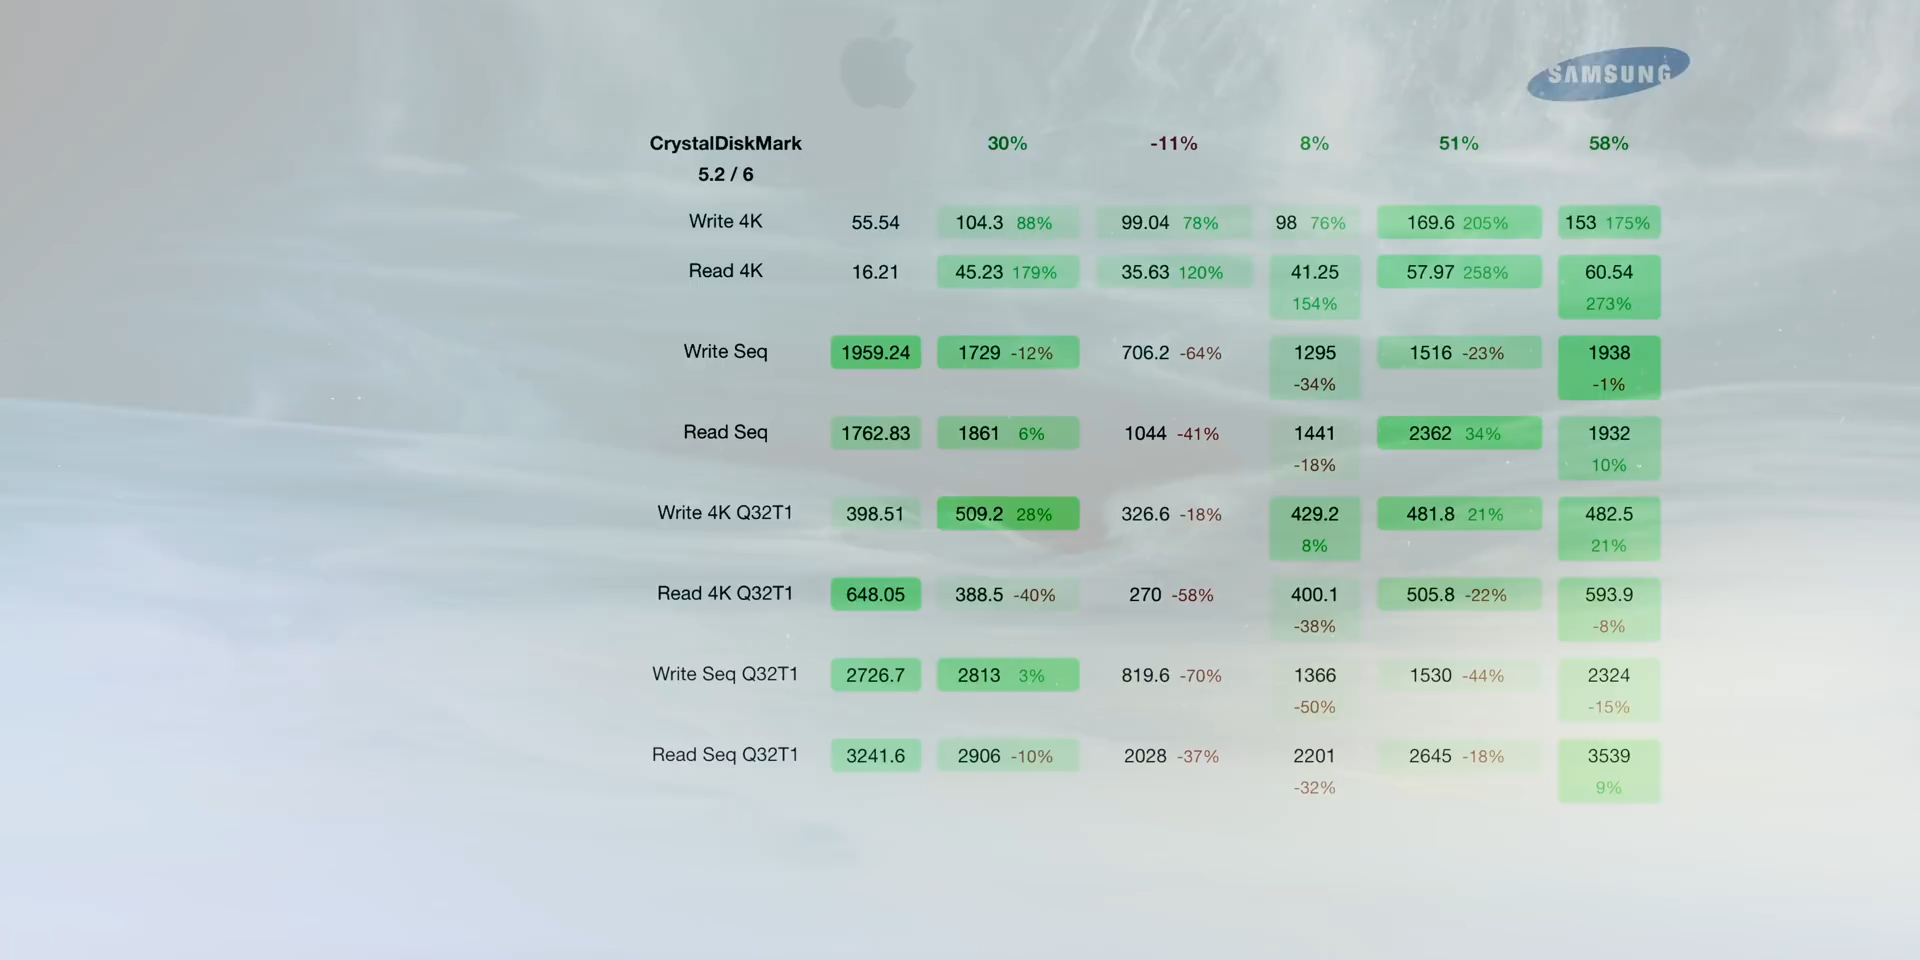 SAMSUNG
CrystalDiskMark 30% -11% 8% 51% 58%
5.2 / 6
Write 4K 55.54 104.3 88% 99.04 78% 98 76% 169.6 205% 153 175%
Read 4K 16.21 45.23 179% 35.63 120% 41.25 57.97 258% 60.54
154% 273%
Write Seq 1959.24 1729 -12% 706.2 -64% 1295 1516 -23% 1938
-34% -1%
Read Seq 1762.83 1861 6% 1044 -41% 1441 2362 34% 1932
-18% 10%
Write 4K Q32T1 398.51 509.2 28% 326.6 -18% 429.2 481.8 21% 482.5
8% 21%
Read 4K Q32T1 648.05 388.5 -40% 270 -58% 400.1 505.8 -22% 593.9
-38% -8%
Write Seq Q32T1 2726.7 2813 3% 819.6 -70% 1366 1530 -44% 2324
-50% -15%
Read Seq Q32T1 3241.6 2906 -10% 2028 -37% 2201 2645 -18% 3539
-32% 9%